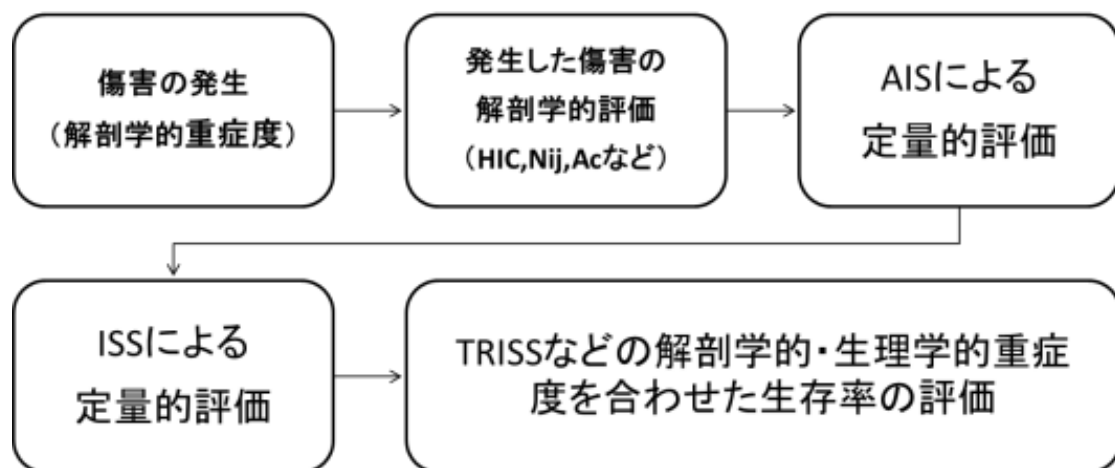 傷害の発生
（解剖学的重症度）
発生した傷害の
解剖学的評価
（HIC,Nij,Acなど）
AISによる
定量的評価
ISSによる
定量的評価
TRISSなどの解剖学的・生理学的重症
度を合わせた生存率の評価